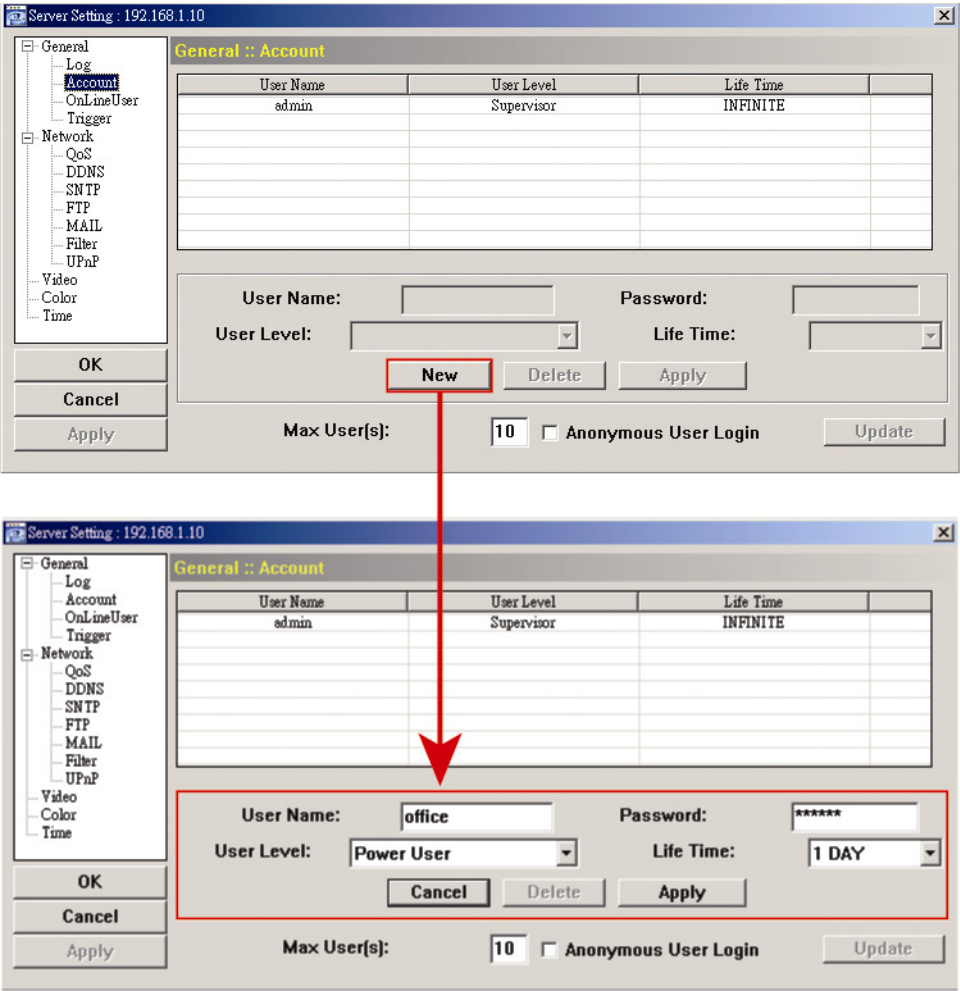 Server Setting : 192.168.1.10
General
Log
Account
OnLineUser
Trigger
Network
QoS
DDNS
SNTP
FTP
MAIL
Filter
UPnP
Video
Color
Time
OK
Cancel
Apply
General :: Account
User Name User Level Life Time
admin Supervisor INFINITE
User Name: Password:
User Level: Life Time:
New Delete Apply
Max User(s): 10 Anonymous User Login Update
Server Setting : 192.168.1.10
General
Log
Account
OnLineUser
Trigger
Network
QoS
DDNS
SNTP
FTP
MAIL
Filter
UPnP
Video
Color
Time
OK
Cancel
Apply
General :: Account
User Name User Level Life Time
admin Supervisor INFINITE
User Name: office Password: ******
User Level: Power User Life Time: 1 DAY
Cancel Delete Apply
Max User(s): 10 Anonymous User Login Update